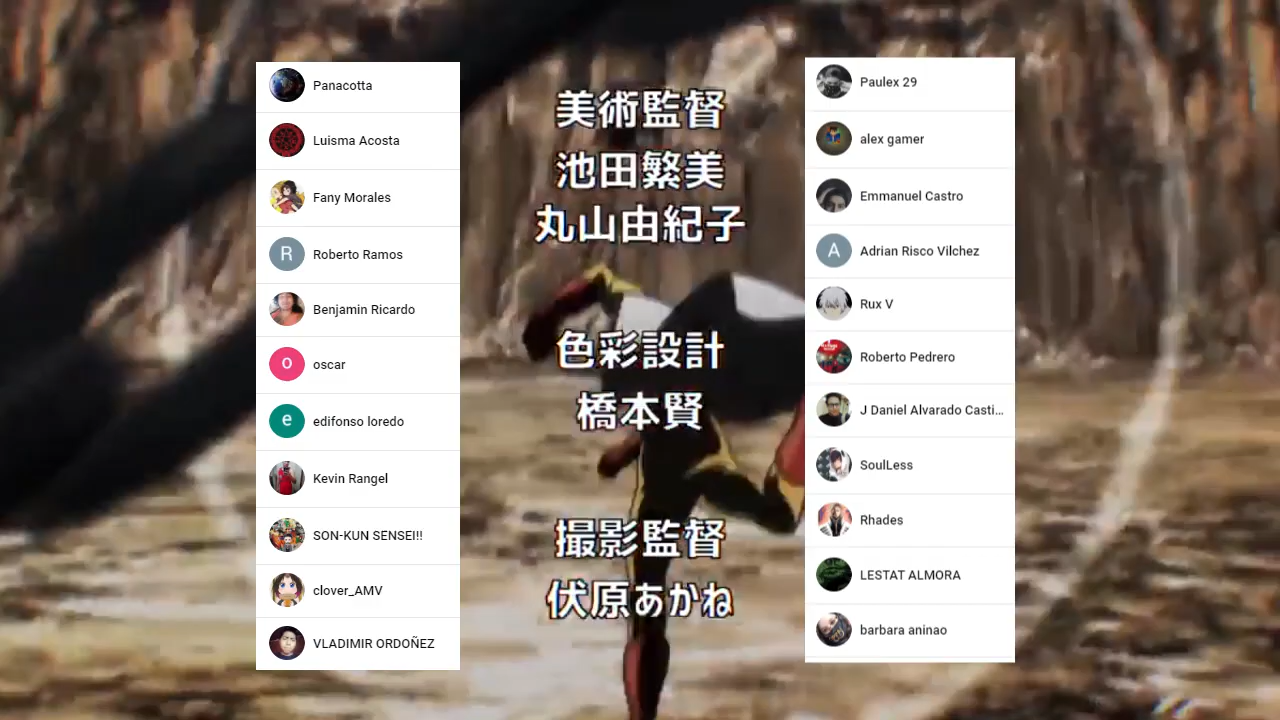 Panacotta
Luisma Acosta
Fany Morales
R
Roberto Ramos
Benjamin Ricardo
o
oscar
e
edifonso loredo
Kevin Rangel
SON-KUN SENSEI!!
clover_AMV
VLADIMIR ORDOÑEZ
美術監督
池田繁美
丸山由紀子
色彩設計
橋本賢
撮影監督
伏原あかね
Paulex 29
alex gamer
Emmanuel Castro
A
Adrian Risco Vilchez
Rux V
Roberto Pedrero
J Daniel Alvarado Casti...
SoulLess
Rhades
LESTAT ALMORA
barbara aninao